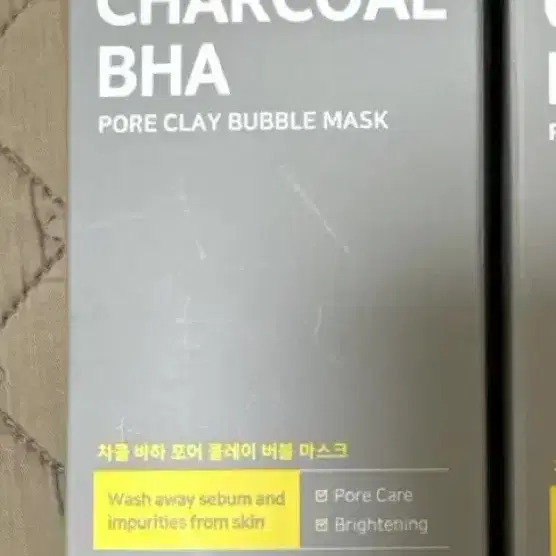 CHARCOAL
BHA
PORE CLAY BUBBLE MASK
차콜 바하 포어 클레이 버블 마스크
Wash away sebum and
impurities from skin
Pore Care
Brightening